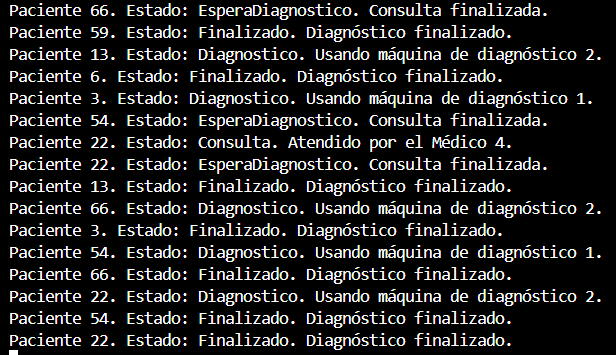 Paciente 66. Estado: EsperaDiagnostico. Consulta finalizada.
Paciente 59. Estado: Finalizado. Diagnóstico finalizado.
Paciente 13. Estado: Diagnostico. Usando máquina de diagnóstico 2.
Paciente 6. Estado: Finalizado. Diagnóstico finalizado.
Paciente 3. Estado: Diagnostico. Usando máquina de diagnóstico 1.
Paciente 54. Estado: EsperaDiagnostico. Consulta finalizada.
Paciente 22. Estado: Consulta. Atendido por el Médico 4.
Paciente 22. Estado: EsperaDiagnostico. Consulta finalizada.
Paciente 13. Estado: Finalizado. Diagnóstico finalizado.
Paciente 66. Estado: Diagnostico. Usando máquina de diagnóstico 2.
Paciente 3. Estado: Finalizado. Diagnóstico finalizado.
Paciente 54. Estado: Diagnostico. Usando máquina de diagnóstico 1.
Paciente 66. Estado: Finalizado. Diagnóstico finalizado.
Paciente 22. Estado: Diagnostico. Usando máquina de diagnóstico 2.
Paciente 54. Estado: Finalizado. Diagnóstico finalizado.
Paciente 22. Estado: Finalizado. Diagnóstico finalizado.